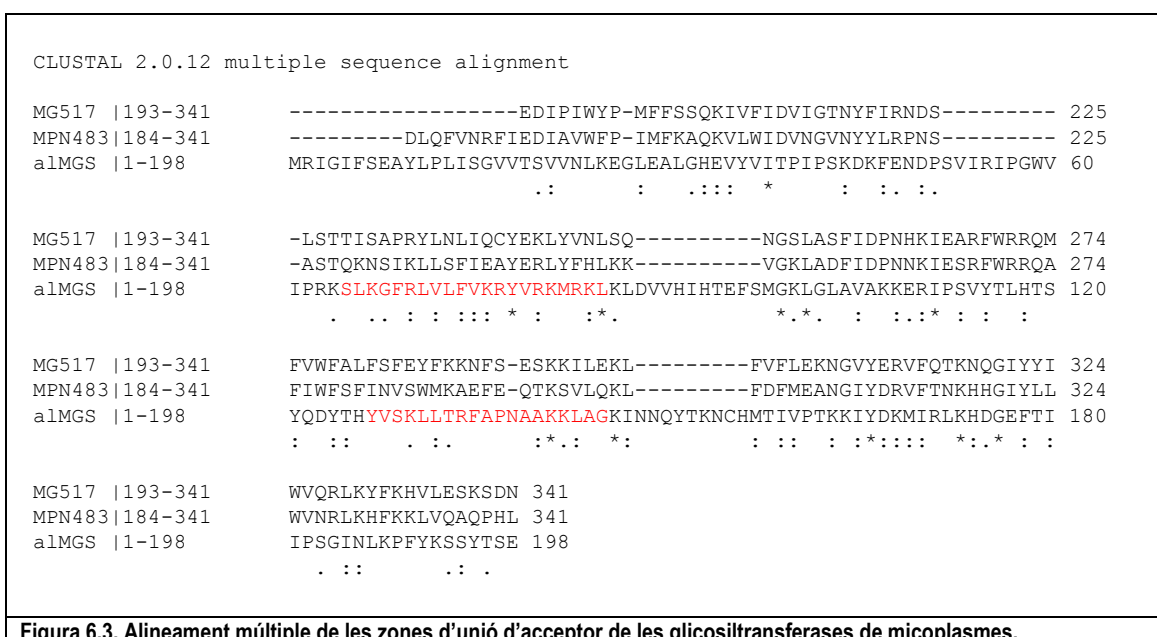 CLUSTAL 2.0.12 multiple sequence alignment
MG517 |193-341 ------------------EDIPIWYP-MFFSSQKIVFIDVIGTNYFIRNDS--------- 225
MPN483|184-341 ---------DLQFVNRFIEDIAVWFP-IMFKAQKVLWIDVNGVNYYLRPNS--------- 225
alMGS |1-198 MRIGIFSEAYLPLISGVVTSVVNLKEGLEALGHEVYVITPIPSKDKFENDPSVIRIPGWV 60
.: : .::: * : :. :.
MG517 |193-341 -LSTTISAPRYLNLIQCYEKLYVNLSQ----------NGSLASFIDPNHKIEARFWRRQM 274
MPN483|184-341 -ASTQKNSIKLLSFIEAYERLYFHLKK----------VGKLADFIDPNNKIESRFWRRQA 274
alMGS |1-198 IPRKSLKGFRLVLFVKRYVRKMRKLKLDVVHIHTEFSMGKLGLAVAKKERIPSVYTLHTS 120
. .. : : ::: * : :*. *.*. : :.:* : : :
MG517 |193-341 FVWFALFSFEYFKKNFS-ESKKILEKL---------FVFLEKNGVYERVFQTKNQGIYYI 324
MPN483|184-341 FIWFSFINVSWMKAEFE-QTKSVLQKL---------FDFMEANGIYDRVFTNKHHGIYLL 324
alMGS |1-198 YQDYTHYVSKLLTRFAPNAAKKLAGKINNQYTKNCHMTIVPTKKIYDKMIRLKHDGEFTI 180
: :: . :. :*.: *: : :: : :*:::: *:.* : :
MG517 |193-341 WVQRLKYFKHVLESKSDN 341
MPN483|184-341 WVNRLKHFKKLVQAQPHL 341
alMGS |1-198 IPSGINLKPFYKSSYTSE 198
. :: .: .
Figura 6.3. Alineament múltiple de les zones d'unió d'acceptor de les glicosiltransferases de micoplasmes.